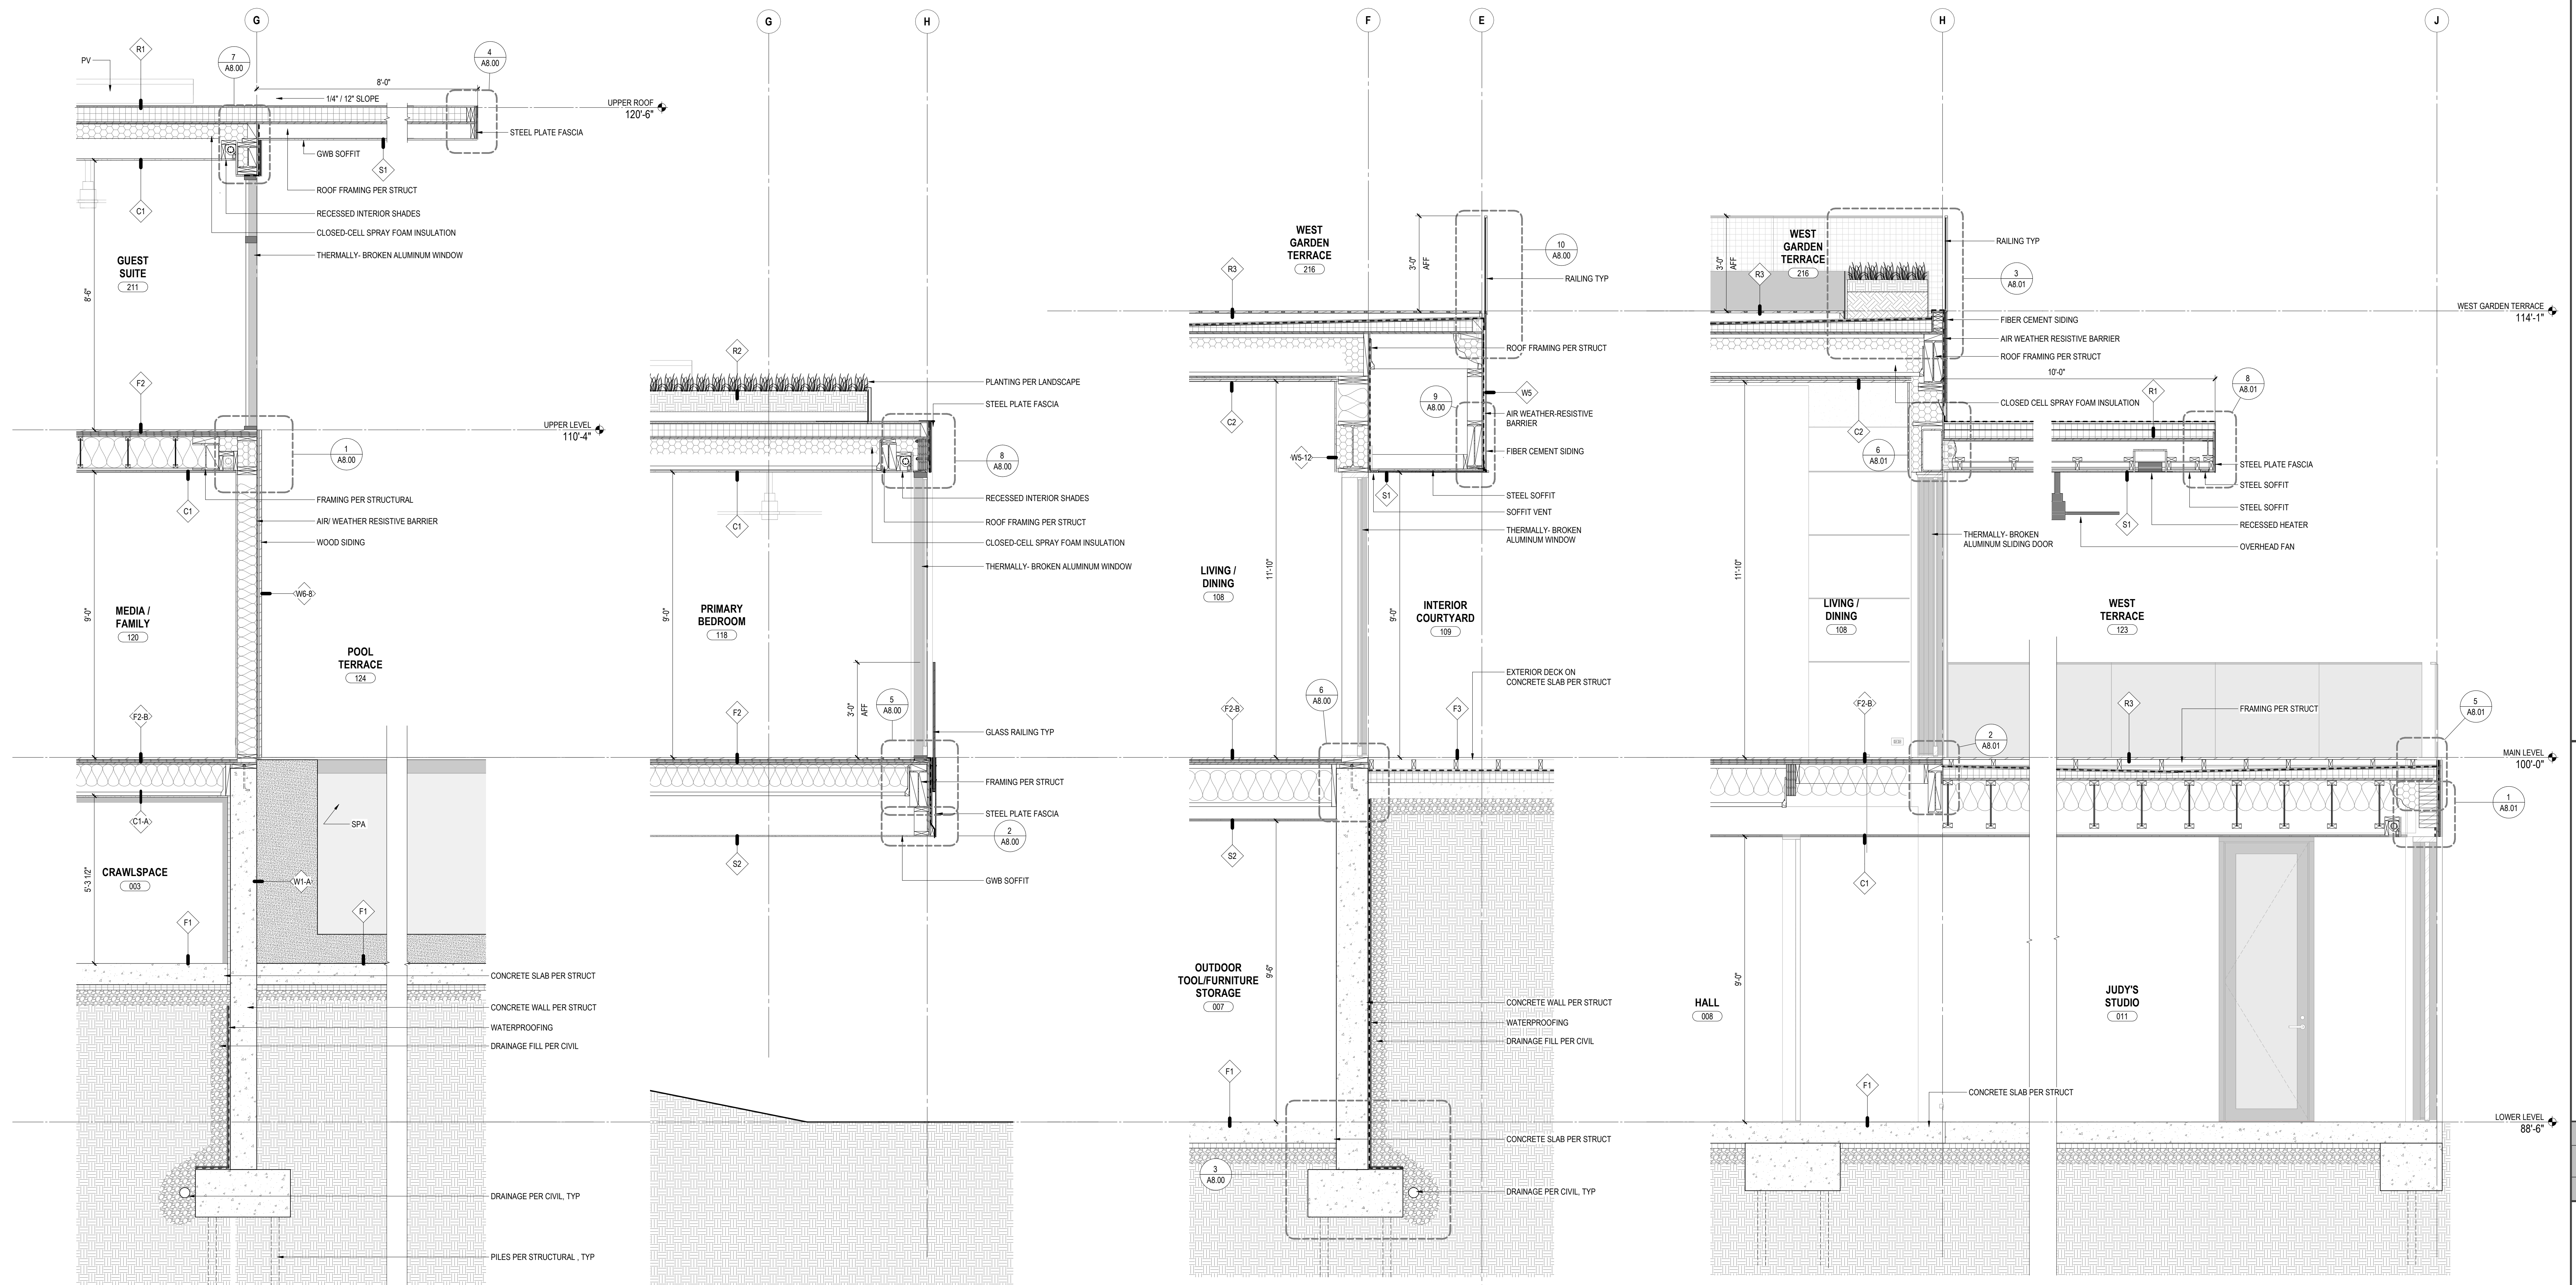 G
7
A8.00
4
A8.00
R1
PV
8'-0"
1/4" / 12" SLOPE
UPPER ROOF
120'-6"
STEEL PLATE FASCIA
GWB SOFFIT
S1
ROOF FRAMING PER STRUCT
C1
RECESSED INTERIOR SHADES
CLOSED-CELL SPRAY FOAM INSULATION
THERMALLY- BROKEN ALUMINUM WINDOW
GUEST
SUITE
211
8'-6"
F2
UPPER LEVEL
110'-4"
1
A8.00
C1
FRAMING PER STRUCTURAL
AIR/ WEATHER RESISTIVE BARRIER
WOOD SIDING
W6-8
9'-0"
MEDIA /
FAMILY
120
POOL
TERRACE
124
F2-B
C1-A
SPA
5'-3 1/2"
CRAWLSPACE
003
W1-A
F1
F1
CONCRETE SLAB PER STRUCT
CONCRETE WALL PER STRUCT
WATERPROOFING
DRAINAGE FILL PER CIVIL
DRAINAGE PER CIVIL, TYP
PILES PER STRUCTURAL , TYP
G
H
R2
PLANTING PER LANDSCAPE
STEEL PLATE FASCIA
8
A8.00
C1
RECESSED INTERIOR SHADES
ROOF FRAMING PER STRUCT
CLOSED-CELL SPRAY FOAM INSULATION
THERMALLY- BROKEN ALUMINUM WINDOW
9'-0"
PRIMARY
BEDROOM
118
3'-0"
AFF
5
A8.00
F2
GLASS RAILING TYP
FRAMING PER STRUCT
STEEL PLATE FASCIA
2
A8.00
S2
GWB SOFFIT
F
E
WEST
GARDEN
TERRACE
216
3'-0"
AFF
10
A8.00
R3
RAILING TYP
ROOF FRAMING PER STRUCT
C2
9
A8.00
W5
AIR WEATHER-RESISTIVE
BARRIER
W5-12
FIBER CEMENT SIDING
S1
STEEL SOFFIT
SOFFIT VENT
THERMALLY- BROKEN
ALUMINUM WINDOW
LIVING /
DINING
108
11'-10"
9'-0"
INTERIOR
COURTYARD
109
EXTERIOR DECK ON
CONCRETE SLAB PER STRUCT
6
A8.00
F2-B
F3
S2
OUTDOOR
TOOL/FURNITURE
STORAGE
007
9'-6"
CONCRETE WALL PER STRUCT
WATERPROOFING
DRAINAGE FILL PER CIVIL
F1
CONCRETE SLAB PER STRUCT
3
A8.00
DRAINAGE PER CIVIL, TYP
H
J
3'-0"
AFF
WEST
GARDEN
TERRACE
216
R3
RAILING TYP
3
A8.01
WEST GARDEN TERRACE
114'-1"
FIBER CEMENT SIDING
AIR WEATHER RESISTIVE BARRIER
ROOF FRAMING PER STRUCT
10'-0"
CLOSED CELL SPRAY FOAM INSULATION
R1
8
A8.01
C2
6
A8.01
STEEL PLATE FASCIA
STEEL SOFFIT
STEEL SOFFIT
S1
RECESSED HEATER
OVERHEAD FAN
THERMALLY- BROKEN
ALUMINUM SLIDING DOOR
11'-10"
LIVING /
DINING
108
WEST
TERRACE
123
F2-B
R3
FRAMING PER STRUCT
5
A8.01
2
A8.01
MAIN LEVEL
100'-0"
1
A8.01
C1
HALL
008
9'-0"
JUDY'S
STUDIO
011
F1
CONCRETE SLAB PER STRUCT
LOWER LEVEL
88'-6"